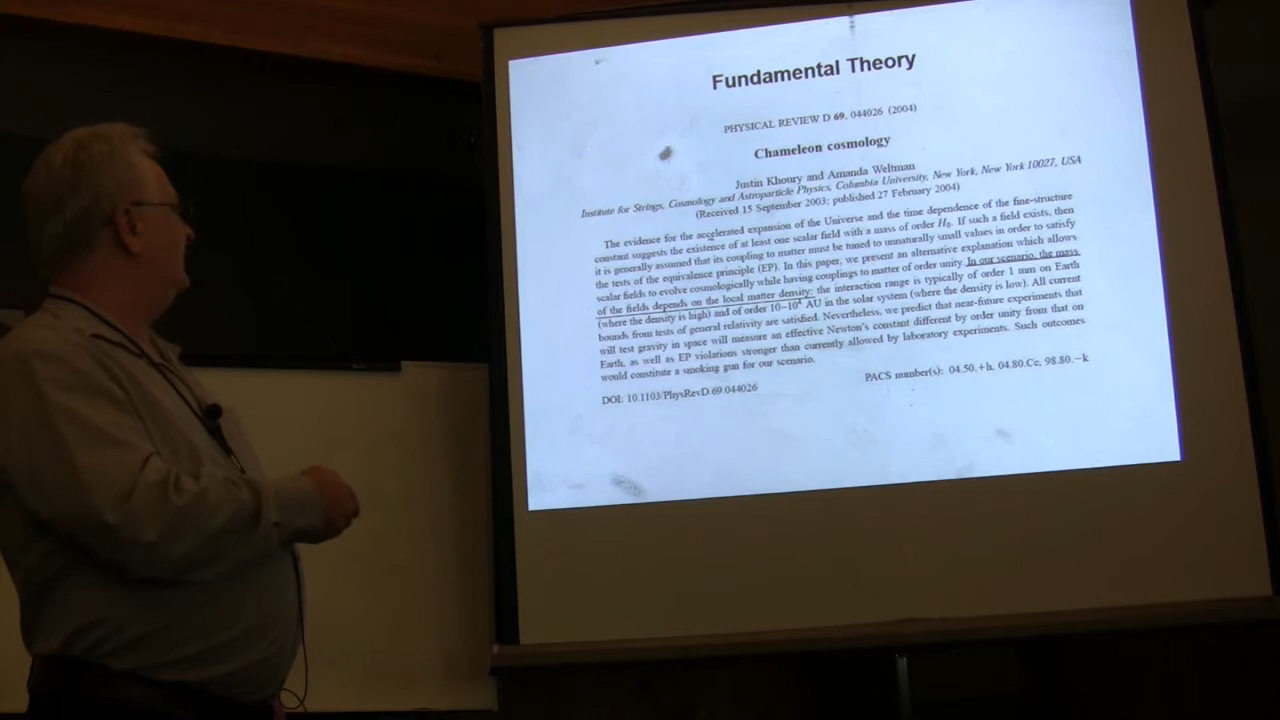 Fundamental Theory
PHYSICAL REVIEW D 69, 044026 (2004)
Chameleon cosmology
Justin Khoury and Amanda Weltman
Institute for Strings, Cosmology and Astroparticle Physics, Columbia University, New York, New York 10027, USA
(Received 15 September 2003; published 27 February 2004)
The evidence for the accelerated expansion of the Universe and the time dependence of the fine-structure
constant suggests the existence of at least one scalar field with a mass of order H₀. If such a field exists, then
it is generally assumed that its coupling to matter must be tuned to unnaturally small values in order to satisfy
the tests of the equivalence principle (EP). In this paper, we present an alternative explanation which allows
scalar fields to evolve cosmologically while having couplings to matter of order unity. In our scenario, the mass
of the fields depends on the local matter density: the interaction range is typically of order 1 mm on Earth
(where the density is high) and of order 10–10⁴ AU in the solar system (where the density is low). All current
bounds from tests of general relativity are satisfied. Nevertheless, we predict that near-future experiments that
will test gravity in space will measure an effective Newton's constant different by order unity from that on
Earth, as well as EP violations stronger than currently allowed by laboratory experiments. Such outcomes
would constitute a smoking gun for our scenario.
DOI: 10.1103/PhysRevD.69.044026 PACS number(s): 04.50.+h, 04.80.Cc, 98.80.−k